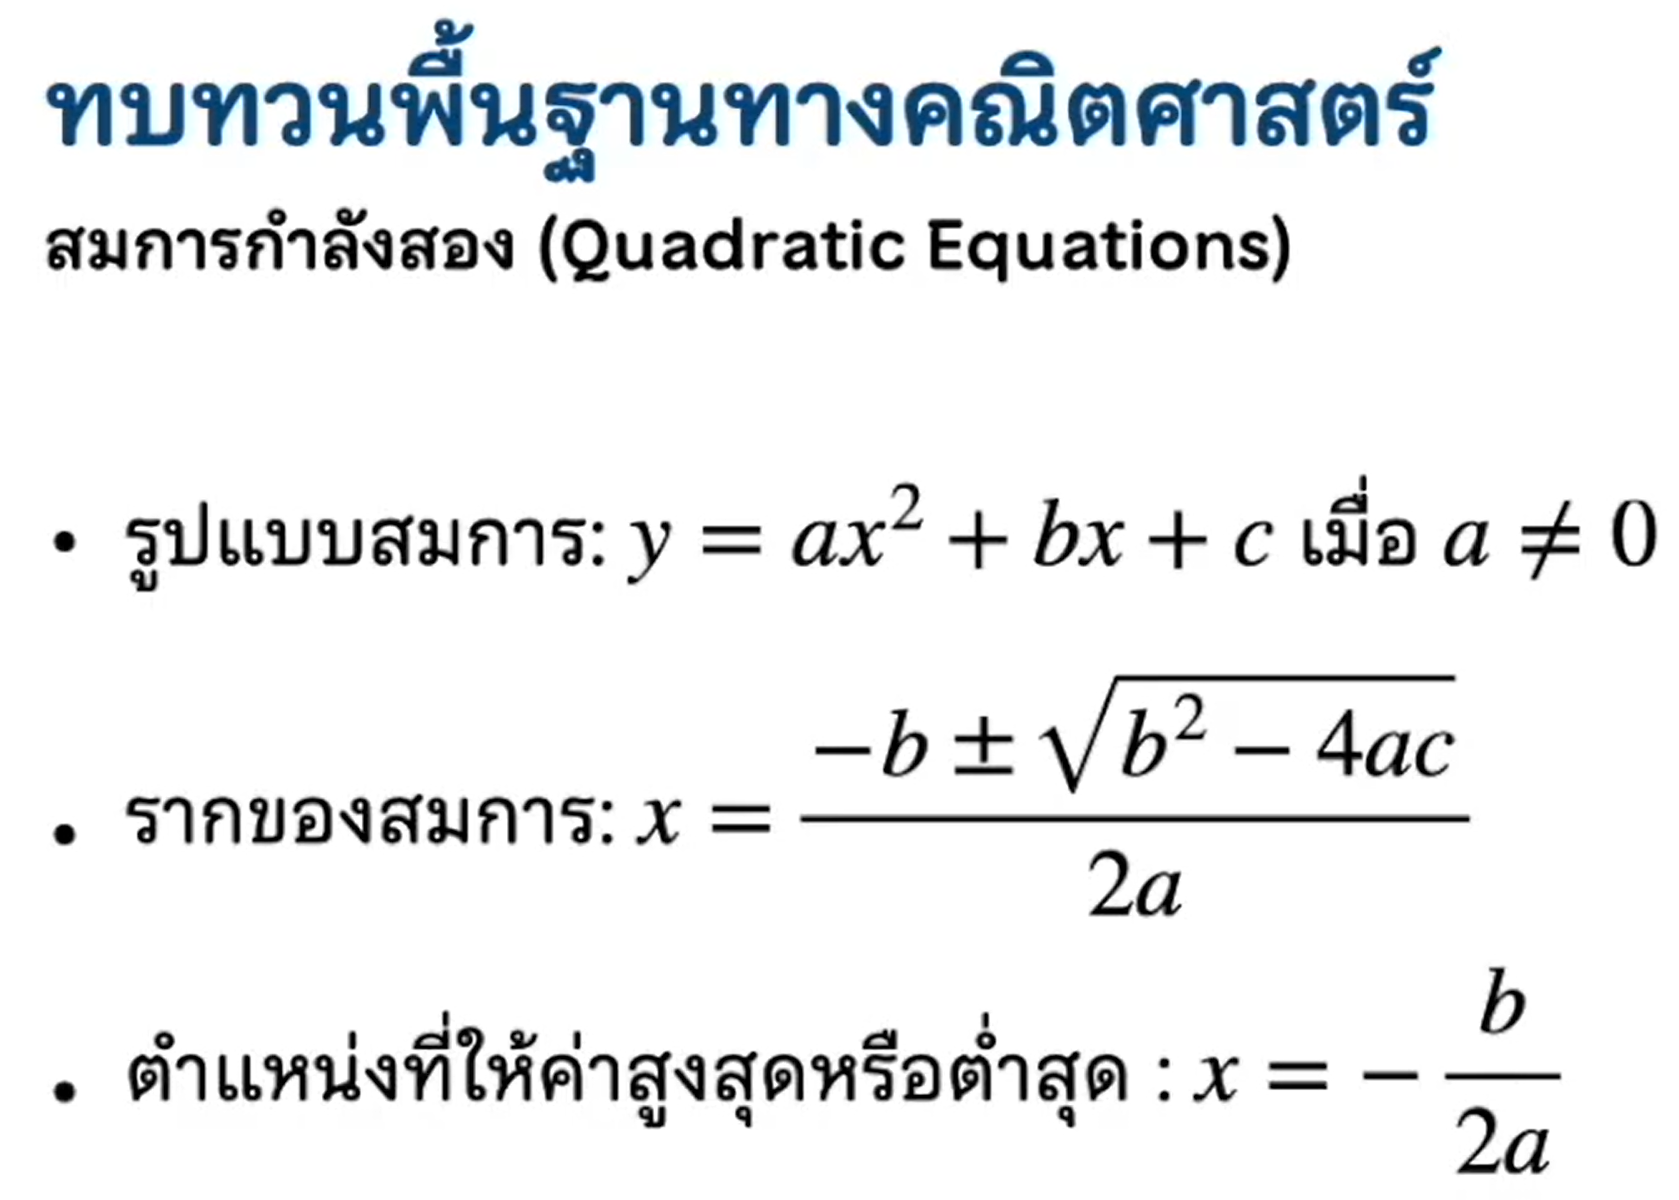 ทบทวนพื้นฐานทางคณิตศาสตร์
สมการกำลังสอง (Quadratic Equations)
• รูปแบบสมการ: y = ax² + bx + c เมื่อ a ≠ 0
• รากของสมการ: x = \frac{-b ± \sqrt{b² − 4ac}}{2a}
• ตำแหน่งที่ให้ค่าสูงสุดหรือต่ำสุด : x = −\frac{b}{2a}